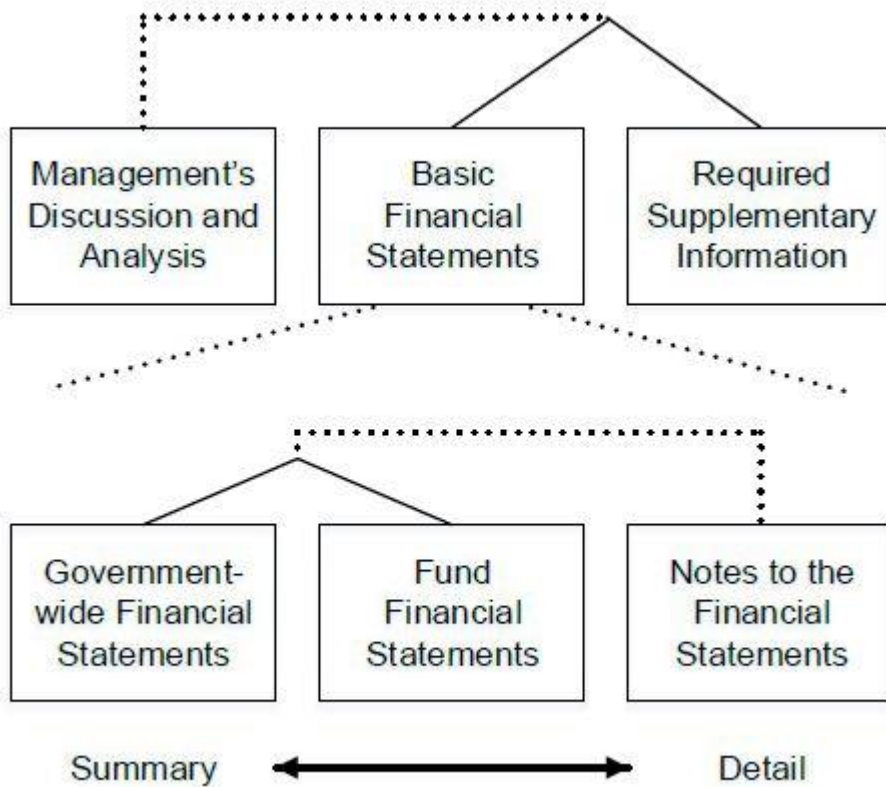 Management's
Discussion and
Analysis
Basic
Financial
Statements
Required
Supplementary
Information
Government-
wide Financial
Statements
Fund
Financial
Statements
Notes to the
Financial
Statements
Summary
Detail